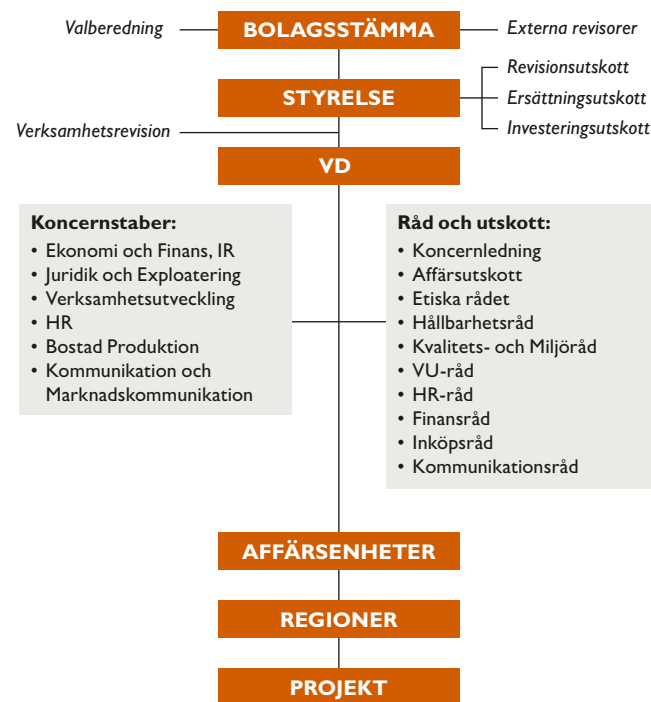 Valberedning
BOLAGSSTÄMMA
Externa revisorer
Revisionsutskott
STYRELSE
Ersättningsutskott
Investeringsutskott
Verksamhetsrevision
VD
Koncernstaber:
• Ekonomi och Finans, IR
• Juridik och Exploatering
• Verksamhetsutveckling
• HR
• Bostad Produktion
• Kommunikation och
Marknadskommunikation
Råd och utskott:
• Koncernledning
• Affärsutskott
• Etiska rådet
• Hållbarhetsråd
• Kvalitets- och Miljöråd
• VU-råd
• HR-råd
• Finansråd
• Inköpsråd
• Kommunikationsråd
AFFÄRSENHETER
REGIONER
PROJEKT